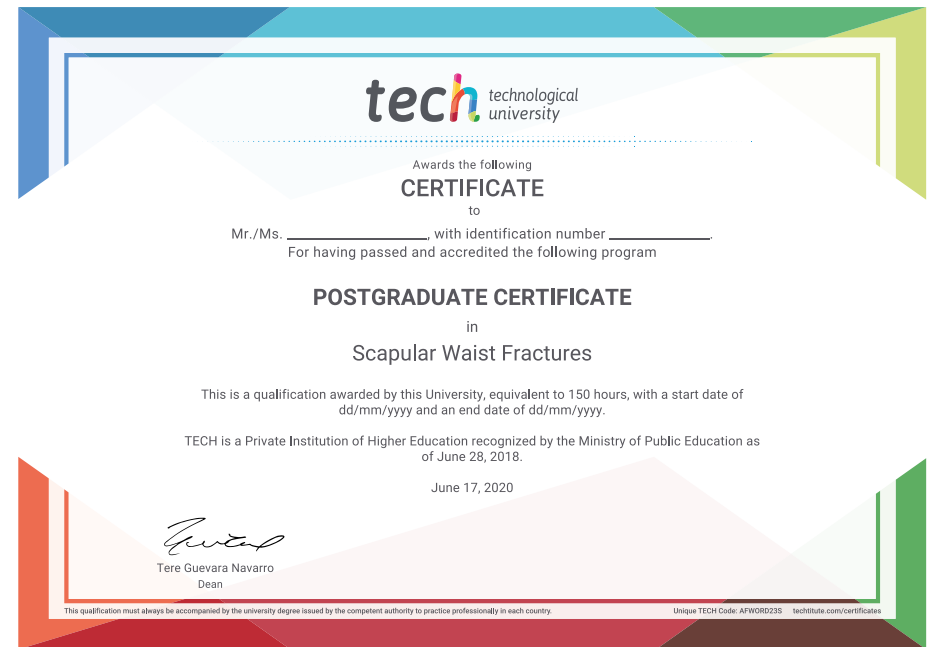 tech technological
university
Awards the following
CERTIFICATE
to
Mr./Ms. ____________________, with identification number ______________.
For having passed and accredited the following program
POSTGRADUATE CERTIFICATE
in
Scapular Waist Fractures
This is a qualification awarded by this University, equivalent to 150 hours, with a start date of
dd/mm/yyyy and an end date of dd/mm/yyyy.
TECH is a Private Institution of Higher Education recognized by the Ministry of Public Education as
of June 28, 2018.
June 17, 2020
Tere Guevara Navarro
Dean
This qualification must always be accompanied by the university degree issued by the competent authority to practice professionally in each country.
Unique TECH Code: AFWORD23S techtitute.com/certificates